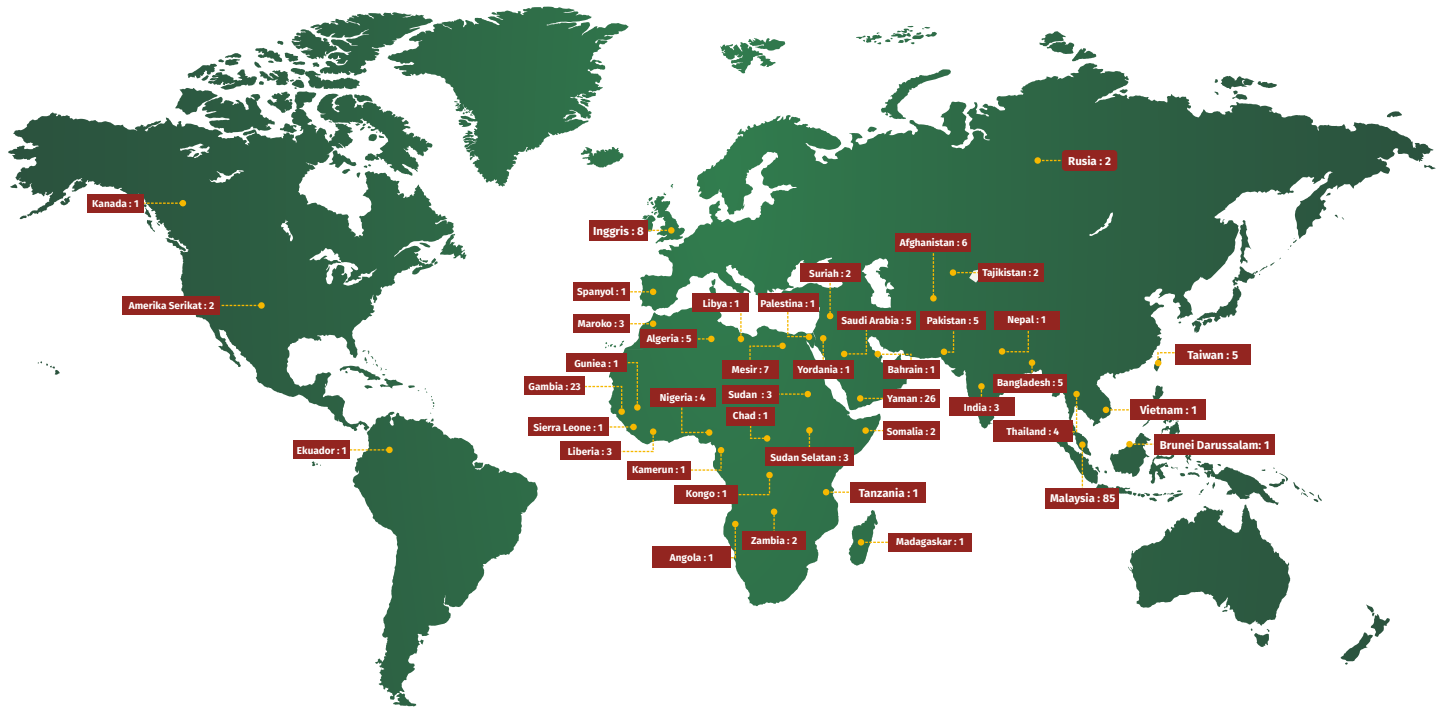 Rusia : 2
Kanada : 1
Inggris : 8
Afghanistan : 6
Suriah : 2
Tajikistan : 2
Spanyol : 1
Amerika Serikat : 2
Libya : 1
Palestina : 1
Maroko : 3
Saudi Arabia : 5
Pakistan : 5
Nepal : 1
Algeria : 5
Taiwan : 5
Guniea : 1
Mesir : 7
Yordania : 1
Bahrain : 1
Gambia : 23
Bangladesh : 5
Nigeria : 4
Sudan : 3
Yaman : 26
India : 3
Vietnam : 1
Chad : 1
Sierra Leone : 1
Somalia : 2
Thailand : 4
Ekuador : 1
Liberia : 3
Brunei Darussalam: 1
Sudan Selatan : 3
Kamerun : 1
Kongo : 1
Tanzania : 1
Malaysia : 85
Zambia : 2
Madagaskar : 1
Angola : 1